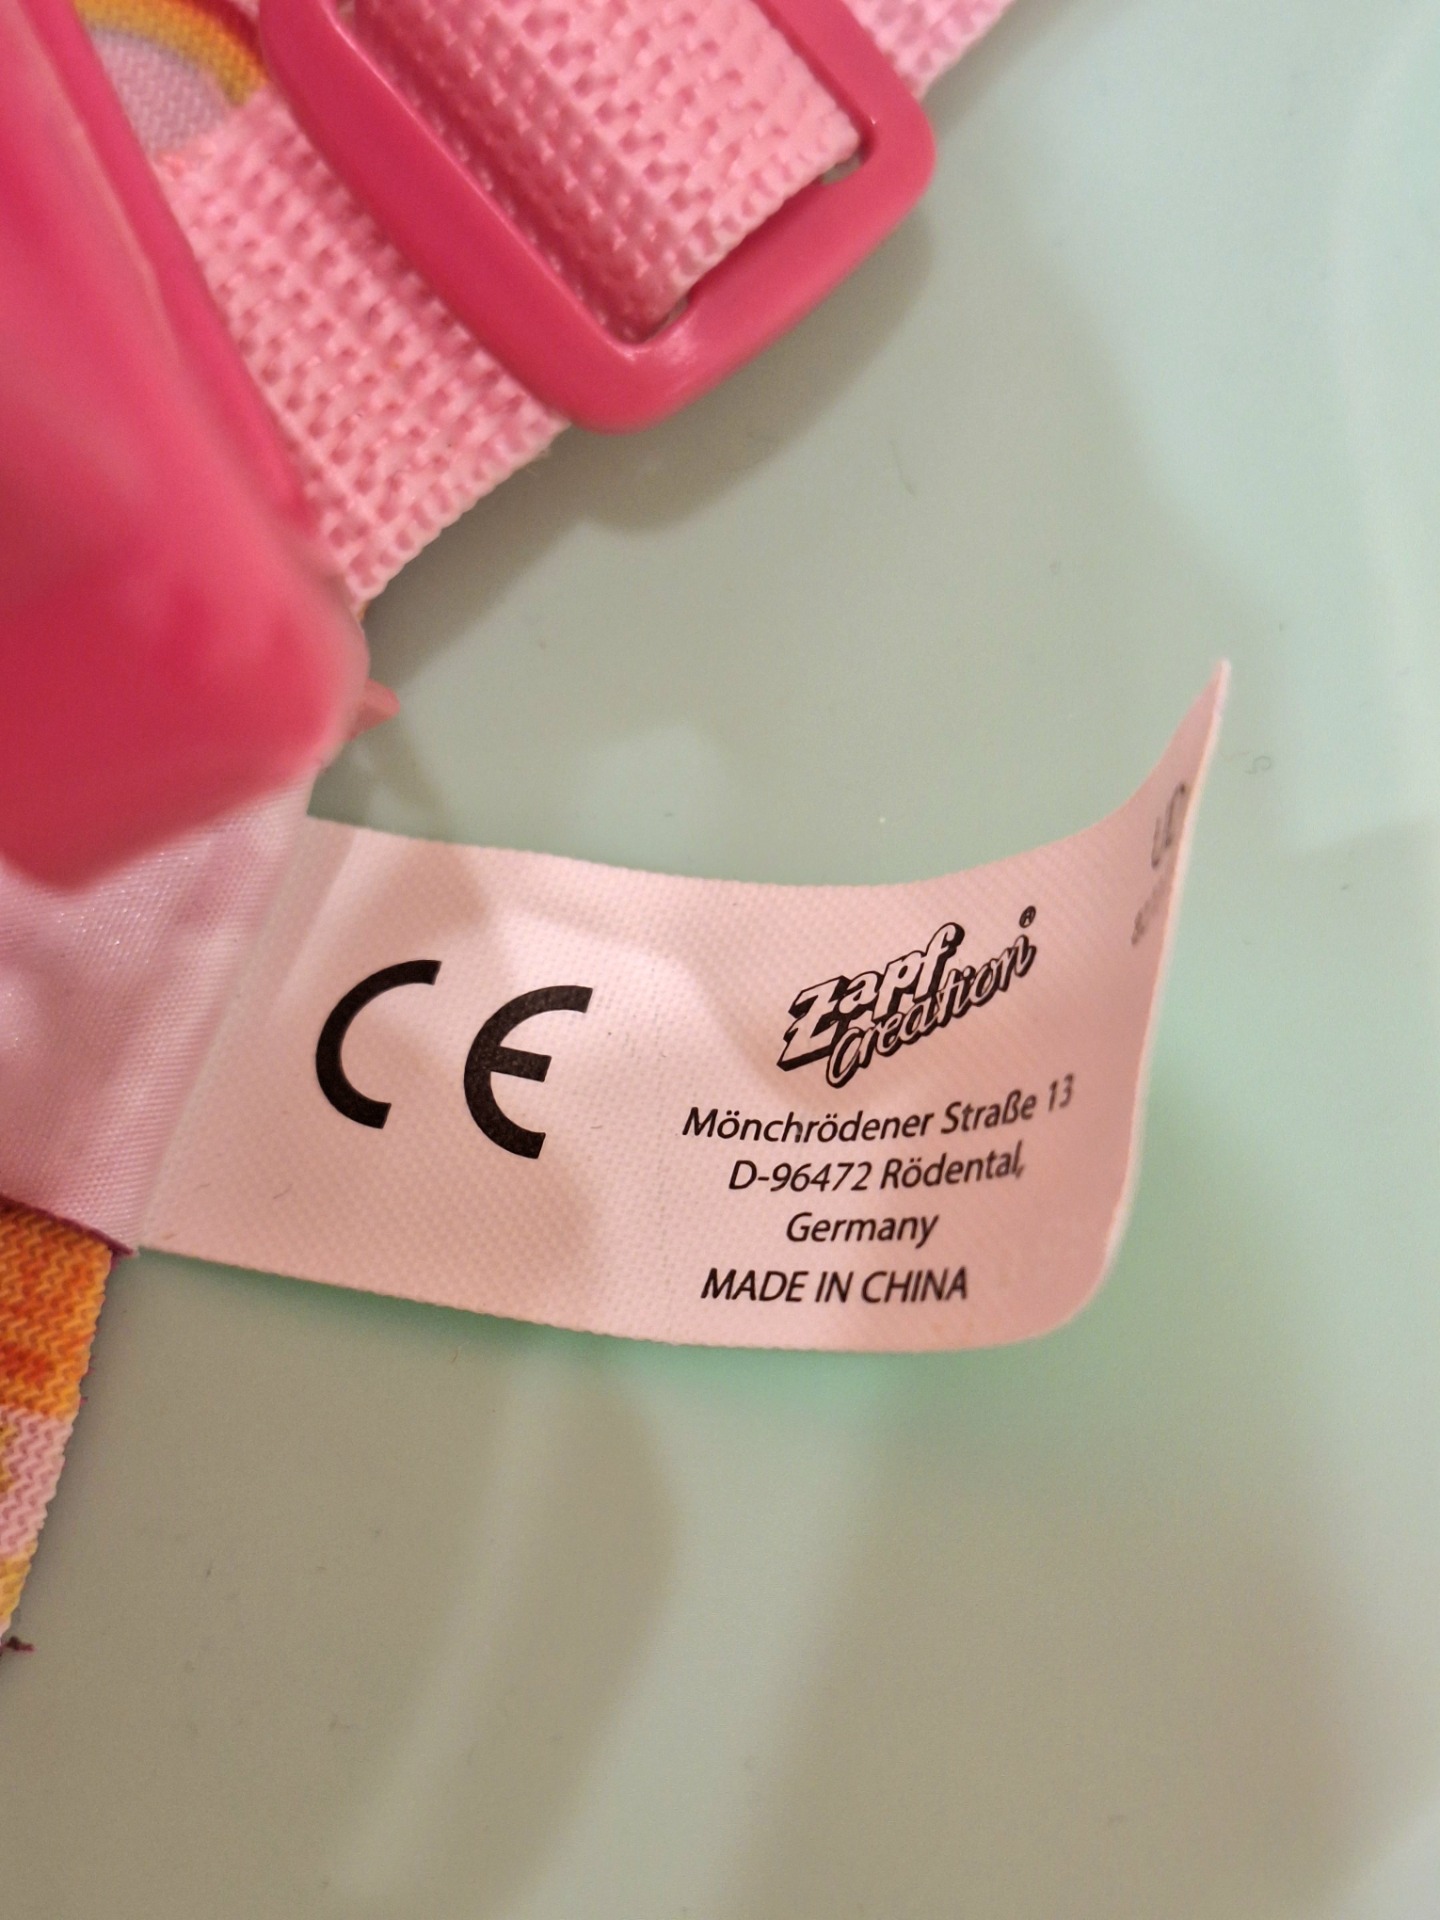 CE
Zapf
Creation®
Mönchrödener Straße 13
D-96472 Rödental,
Germany
MADE IN CHINA